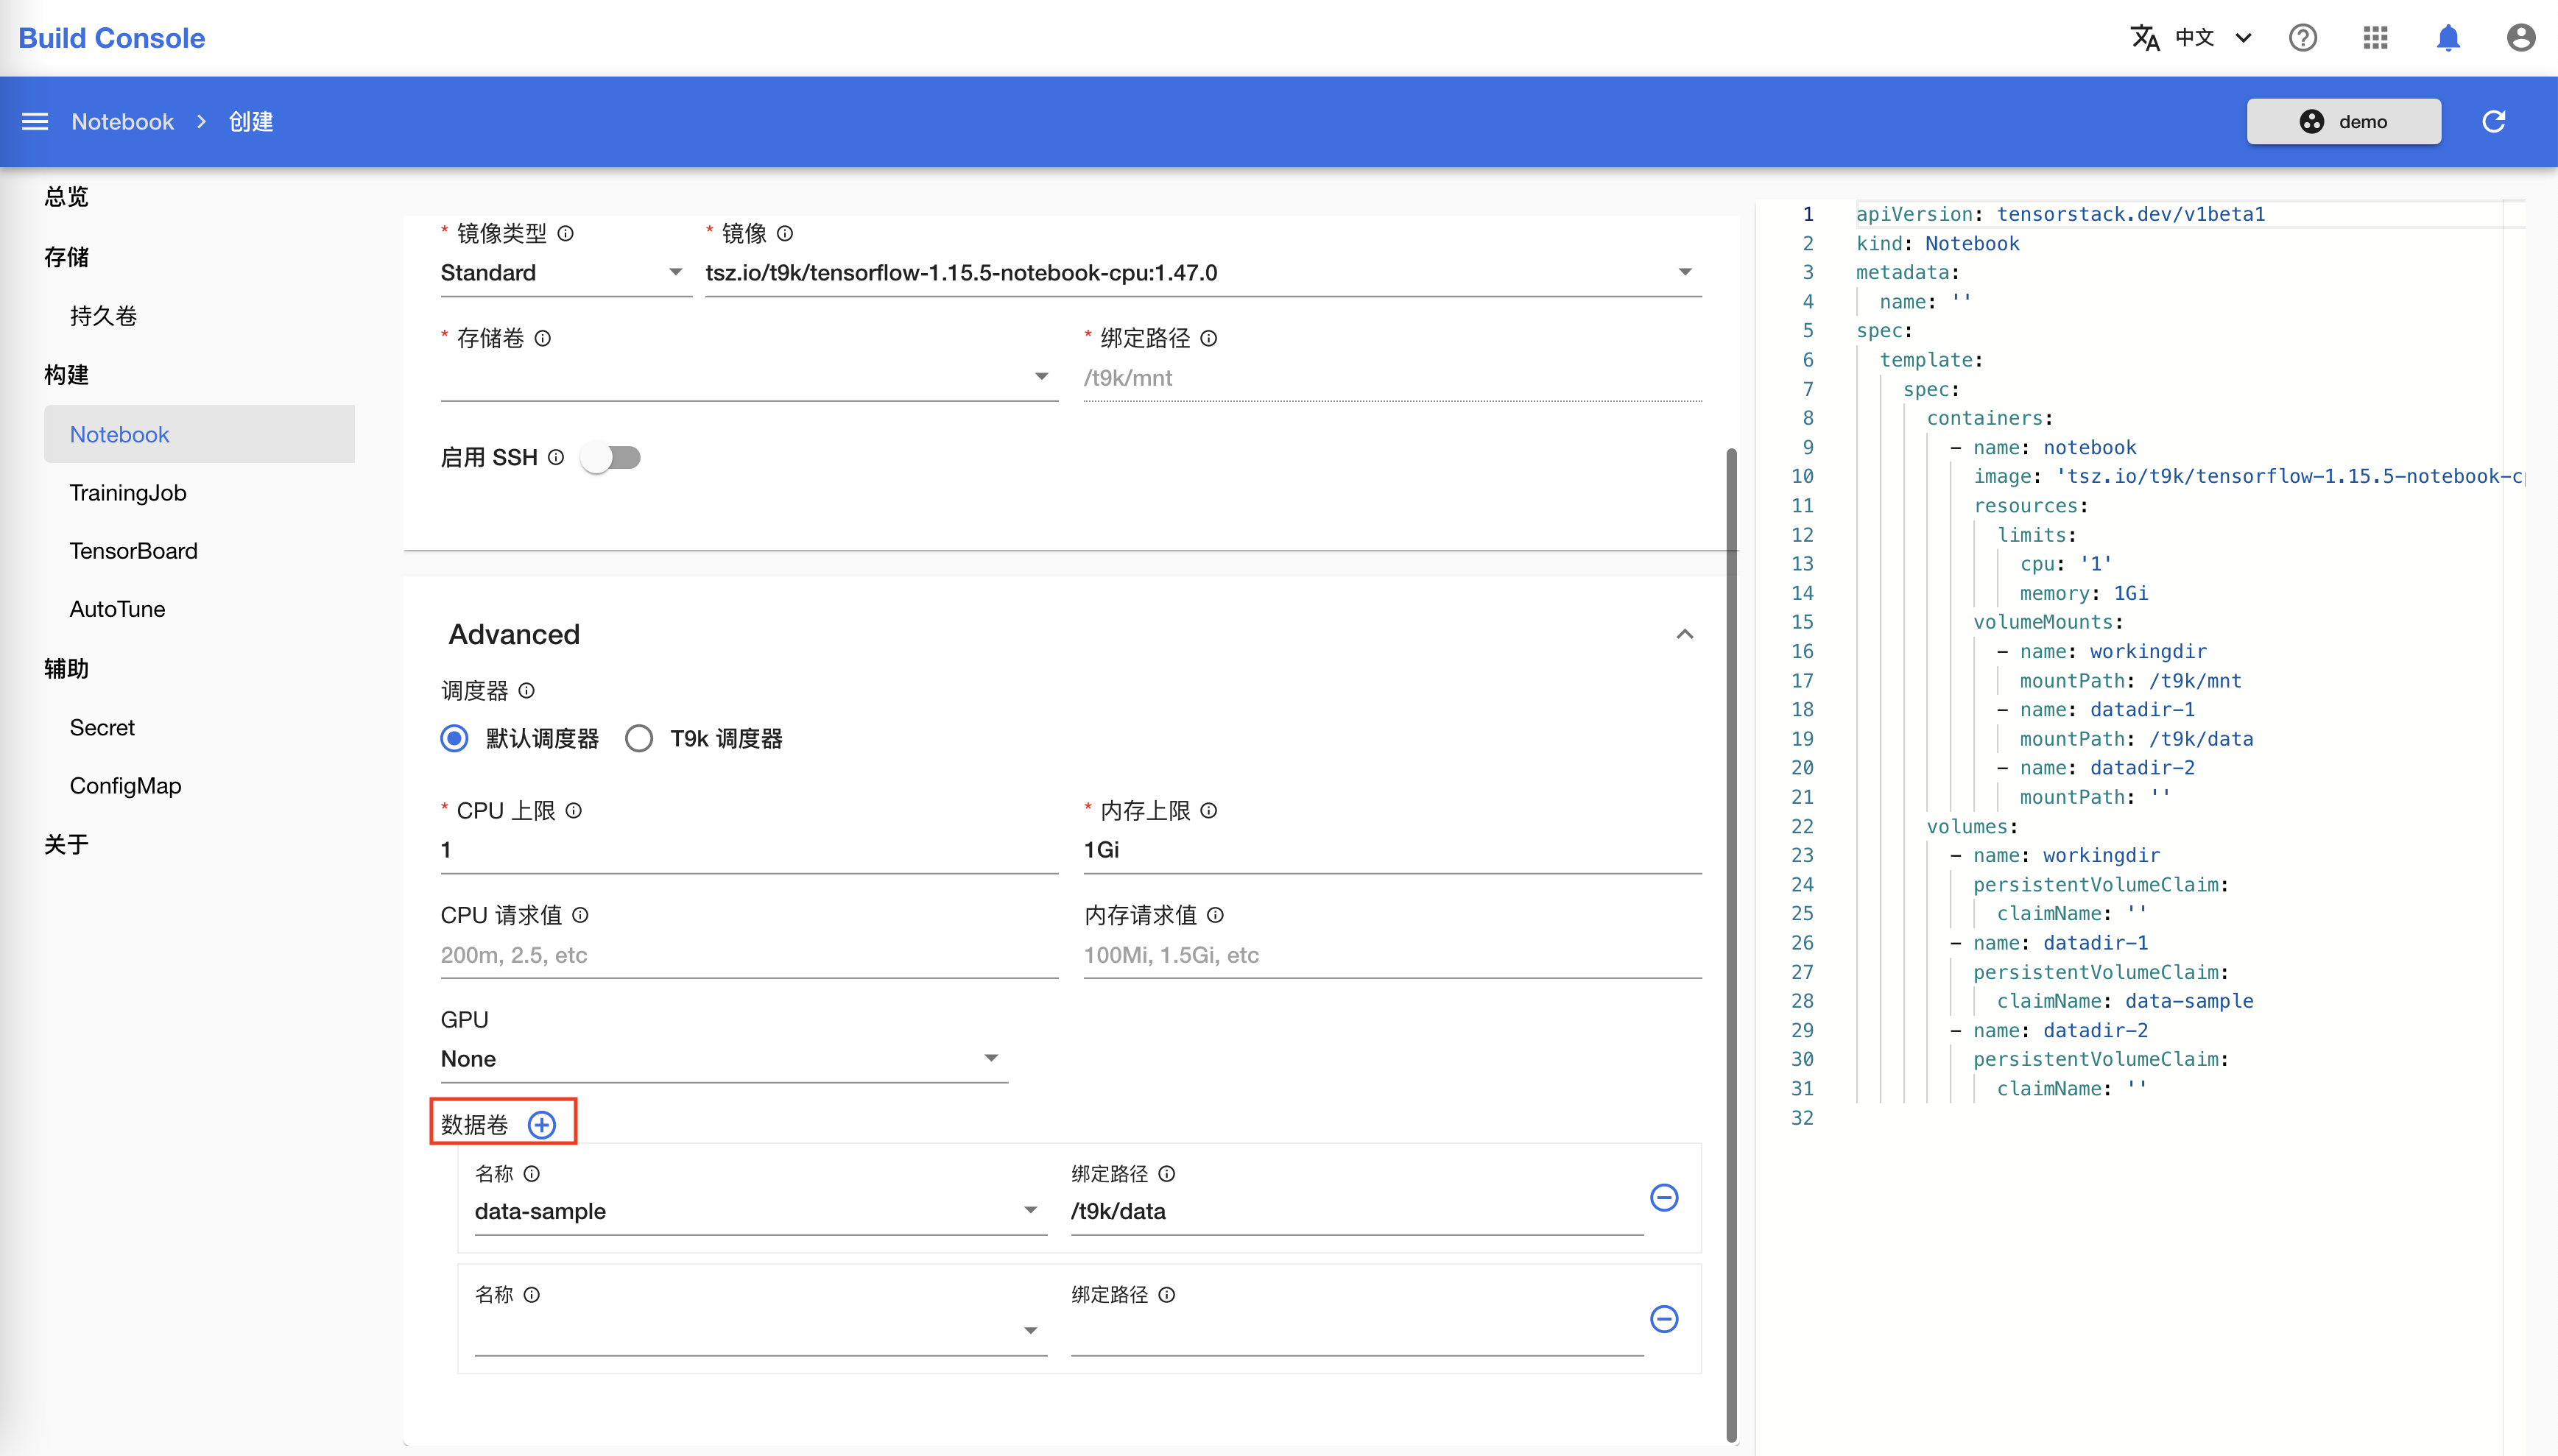 Build Console
中文
Notebook
创建
demo
总览
存储
持久卷
构建
Notebook
TrainingJob
TensorBoard
AutoTune
辅助
Secret
ConfigMap
关于
* 镜像类型
* 镜像
Standard
tsz.io/t9k/tensorflow-1.15.5-notebook-cpu:1.47.0
* 存储卷
* 绑定路径
/t9k/mnt
启用 SSH
Advanced
调度器
默认调度器
T9k 调度器
* CPU 上限
* 内存上限
1
1Gi
CPU 请求值
内存请求值
200m, 2.5, etc
100Mi, 1.5Gi, etc
GPU
None
数据卷
名称
绑定路径
data-sample
/t9k/data
名称
绑定路径
1 apiVersion: tensorstack.dev/v1beta1
2 kind: Notebook
3 metadata:
4 name: ''
5 spec:
6 template:
7 spec:
8 containers:
9 - name: notebook
10 image: 'tsz.io/t9k/tensorflow-1.15.5-notebook-c
11 resources:
12 limits:
13 cpu: '1'
14 memory: 1Gi
15 volumeMounts:
16 - name: workingdir
17 mountPath: /t9k/mnt
18 - name: datadir-1
19 mountPath: /t9k/data
20 - name: datadir-2
21 mountPath: ''
22 volumes:
23 - name: workingdir
24 persistentVolumeClaim:
25 claimName: ''
26 - name: datadir-1
27 persistentVolumeClaim:
28 claimName: data-sample
29 - name: datadir-2
30 persistentVolumeClaim:
31 claimName: ''
32